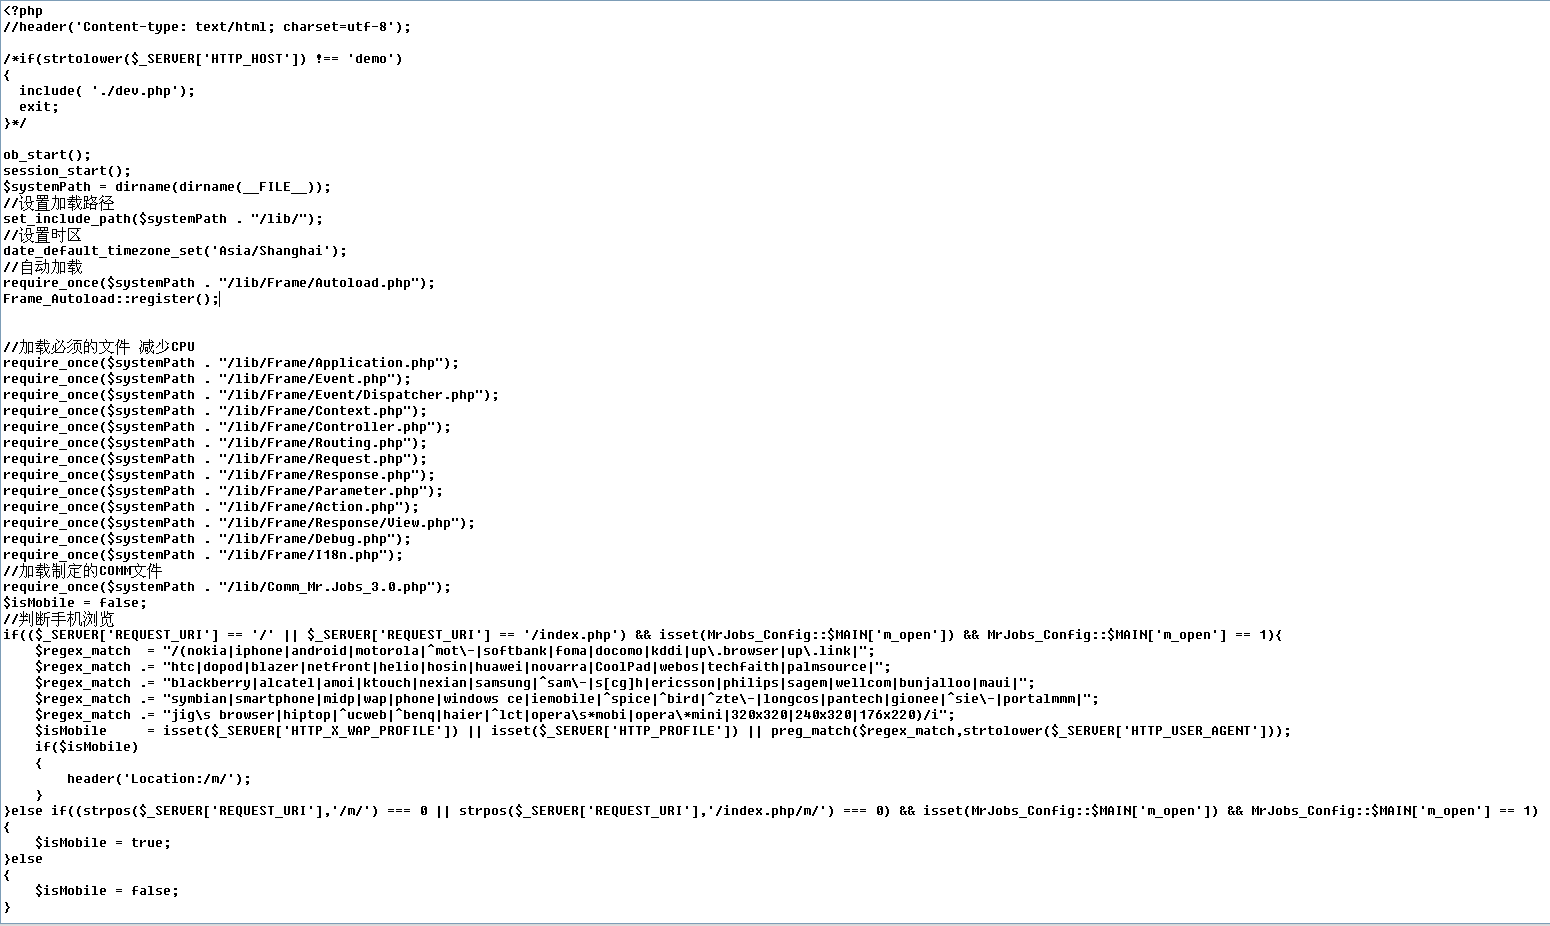 <?php
//header('Content-type: text/html; charset=utf-8');
/*if(strtolower($_SERVER['HTTP_HOST']) !== 'demo')
{
  include( './dev.php');
  exit;
}*/
ob_start();
session_start();
$systemPath = dirname(dirname(__FILE__));
//设置加载路径
set_include_path($systemPath . "/lib/");
//设置时区
date_default_timezone_set('Asia/Shanghai');
//自动加载
require_once($systemPath . "/lib/Frame/Autoload.php");
Frame_Autoload::register();
//加载必须的文件 减少CPU
require_once($systemPath . "/lib/Frame/Application.php");
require_once($systemPath . "/lib/Frame/Event.php");
require_once($systemPath . "/lib/Frame/Event/Dispatcher.php");
require_once($systemPath . "/lib/Frame/Context.php");
require_once($systemPath . "/lib/Frame/Controller.php");
require_once($systemPath . "/lib/Frame/Routing.php");
require_once($systemPath . "/lib/Frame/Request.php");
require_once($systemPath . "/lib/Frame/Response.php");
require_once($systemPath . "/lib/Frame/Parameter.php");
require_once($systemPath . "/lib/Frame/Action.php");
require_once($systemPath . "/lib/Frame/Response/View.php");
require_once($systemPath . "/lib/Frame/Debug.php");
require_once($systemPath . "/lib/Frame/I18n.php");
//加载制定的COMM文件
require_once($systemPath . "/lib/Comm_Mr.Jobs_3.0.php");
$isMobile = false;
//判断手机浏览
if(($_SERVER['REQUEST_URI'] == '/' || $_SERVER['REQUEST_URI'] == '/index.php') && isset(MrJobs_Config::$MAIN['m_open']) && MrJobs_Config::$MAIN['m_open'] == 1){
    $regex_match  = "/(nokia|iphone|android|motorola|^mot\-|softbank|foma|docomo|kddi|up\.browser|up\.link|";
    $regex_match .= "htc|dopod|blazer|netfront|helio|hosin|huawei|novarra|CoolPad|webos|techfaith|palmsource|";
    $regex_match .= "blackberry|alcatel|amoi|ktouch|nexian|samsung|^sam\-|s[cg]h|ericsson|philips|sagem|wellcom|bunjalloo|maui|";
    $regex_match .= "symbian|smartphone|midp|wap|phone|windows ce|iemobile|^spice|^bird|^zte\-|longcos|pantech|gionee|^sie\-|portalmmm|";
    $regex_match .= "jig\s browser|hiptop|^ucweb|^benq|haier|^lct|opera\s*mobi|opera\*mini|320x320|240x320|176x220)/i";
    $isMobile     = isset($_SERVER['HTTP_X_WAP_PROFILE']) || isset($_SERVER['HTTP_PROFILE']) || preg_match($regex_match,strtolower($_SERVER['HTTP_USER_AGENT']));
    if($isMobile)
    {
        header('Location:/m/');
    }
}else if((strpos($_SERVER['REQUEST_URI'],'/m/') === 0 || strpos($_SERVER['REQUEST_URI'],'/index.php/m/') === 0) && isset(MrJobs_Config::$MAIN['m_open']) && MrJobs_Config::$MAIN['m_open'] == 1)
{
    $isMobile = true;
}else
{
    $isMobile = false;
}